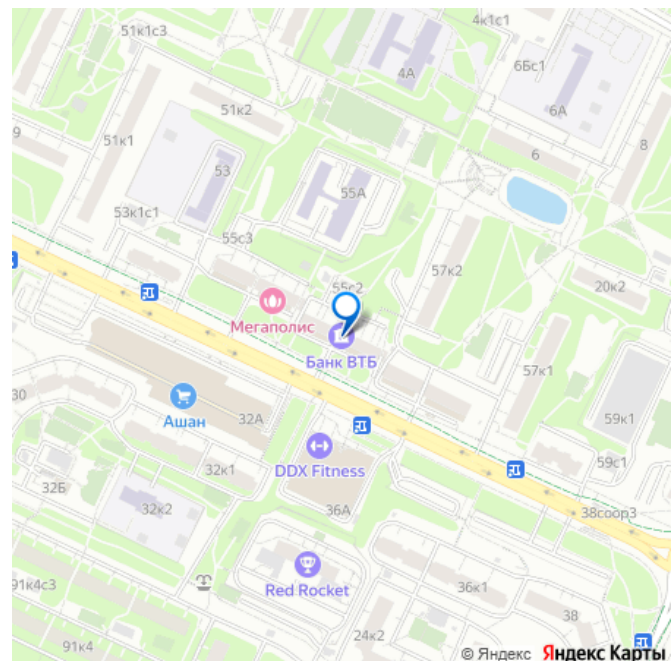 51к1с3
4к1с1
6Бс1
4А
51к2
6А
9
51к1
6
8
53
55А
53к1с1
55с3
57к2
55с2
20к2
Мегаполис
Банк ВТБ
57к1
30
Ашан
32А
59к1
32к1
DDX Fitness
59с1
32Б
32к2
36А
38соор3
91к4с3
Red Rocket
36к1
38
91к4
24к2
© Яндекс Яндекс Карты